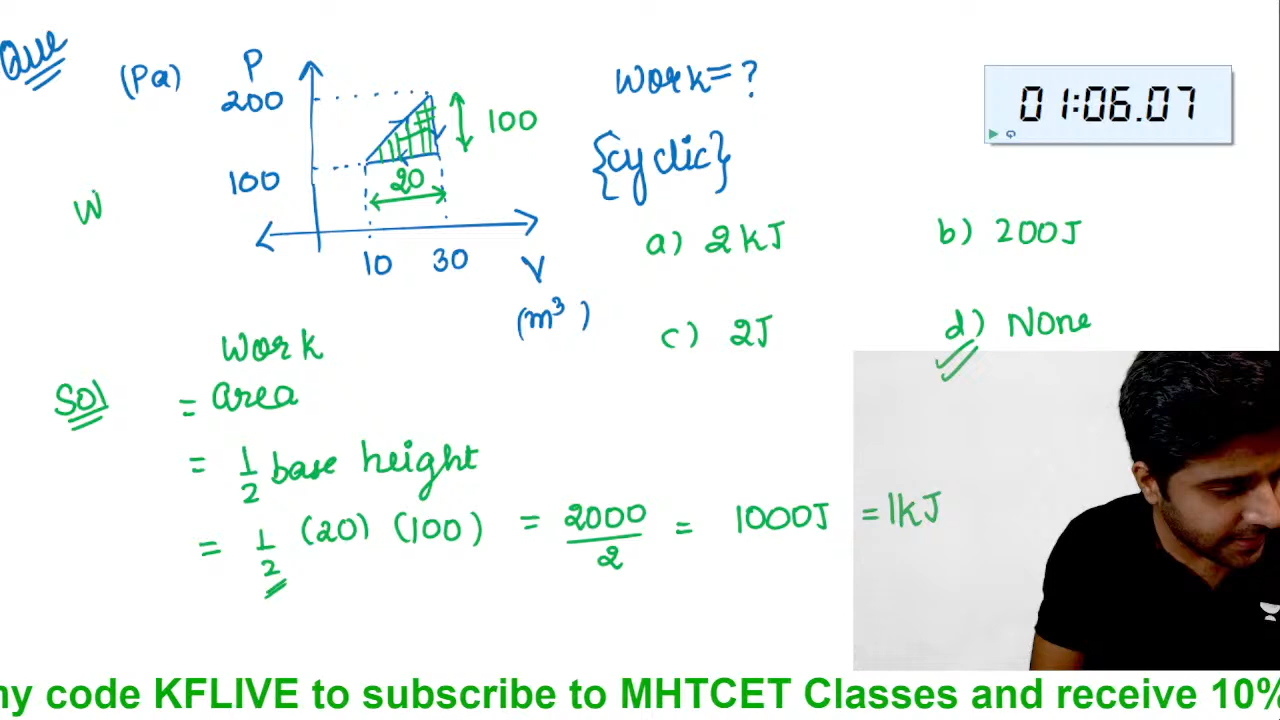 Que
(Pa) P
200
100
100
20
10 30 V
(m³)
W
Work = ?
{cyclic}
01:06.07
a) 2kJ
b) 200J
c) 2J
d) None
Work
Sol = area
= 1/2 base height
= 1/2 (20) (100) = 2000/2 = 1000J = 1kJ
my code KFLIVE to subscribe to MHTCET Classes and receive 10%